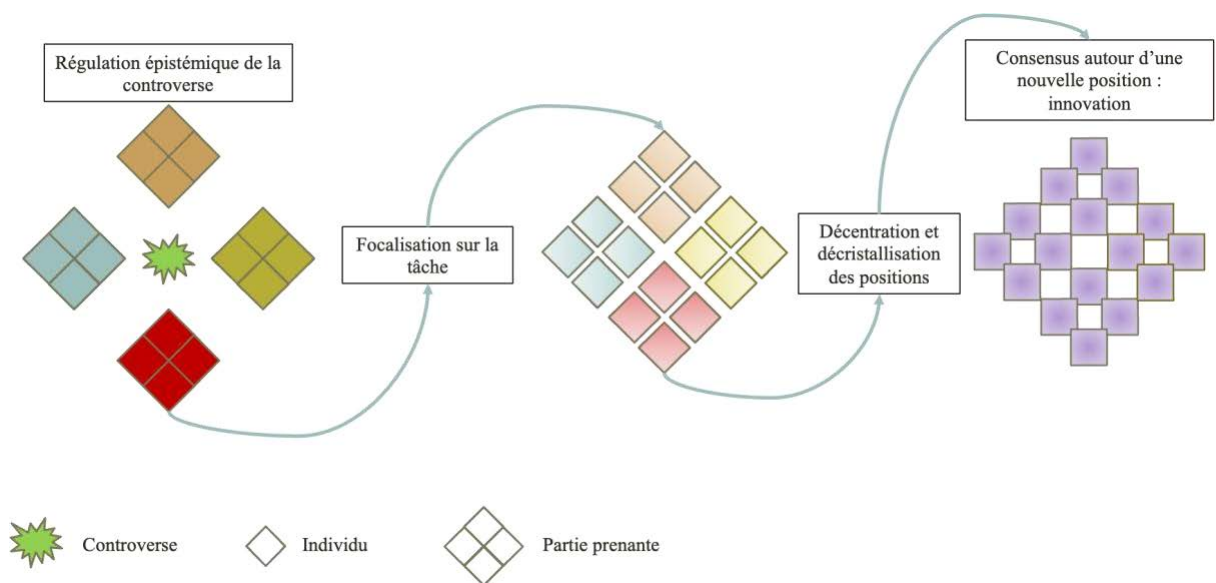 Régulation épistémique de la
controverse
Focalisation sur la
tâche
Décentration et
décristallisation
des positions
Consensus autour d’une
nouvelle position :
innovation
Controverse
Individu
Partie prenante